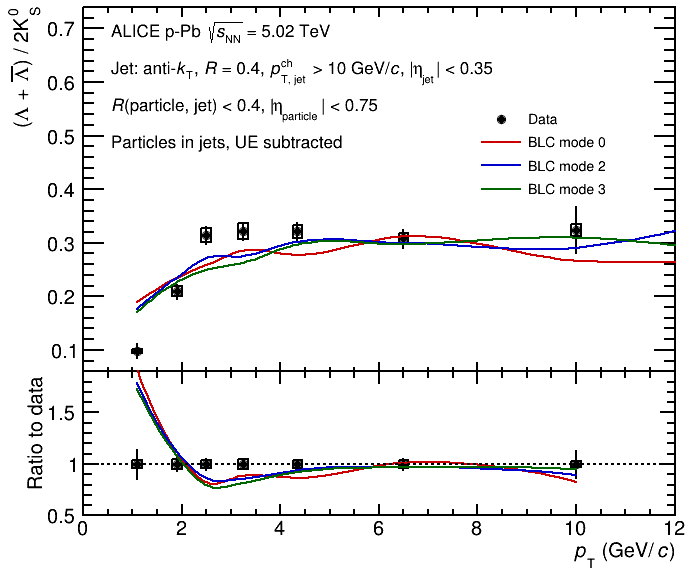 (Λ + Λ̅) / 2K⁰_S
ALICE p-Pb √s_NN = 5.02 TeV
Jet: anti-k_T, R = 0.4, p^ch_T, jet > 10 GeV/c, |η_jet| < 0.35
R(particle, jet) < 0.4, |η_particle| < 0.75
Particles in jets, UE subtracted
Data
BLC mode 0
BLC mode 2
BLC mode 3
0.7
0.6
0.5
0.4
0.3
0.2
0.1
Ratio to data
1.5
1
0.5
0 2 4 6 8 10 12
p_T (GeV/c)